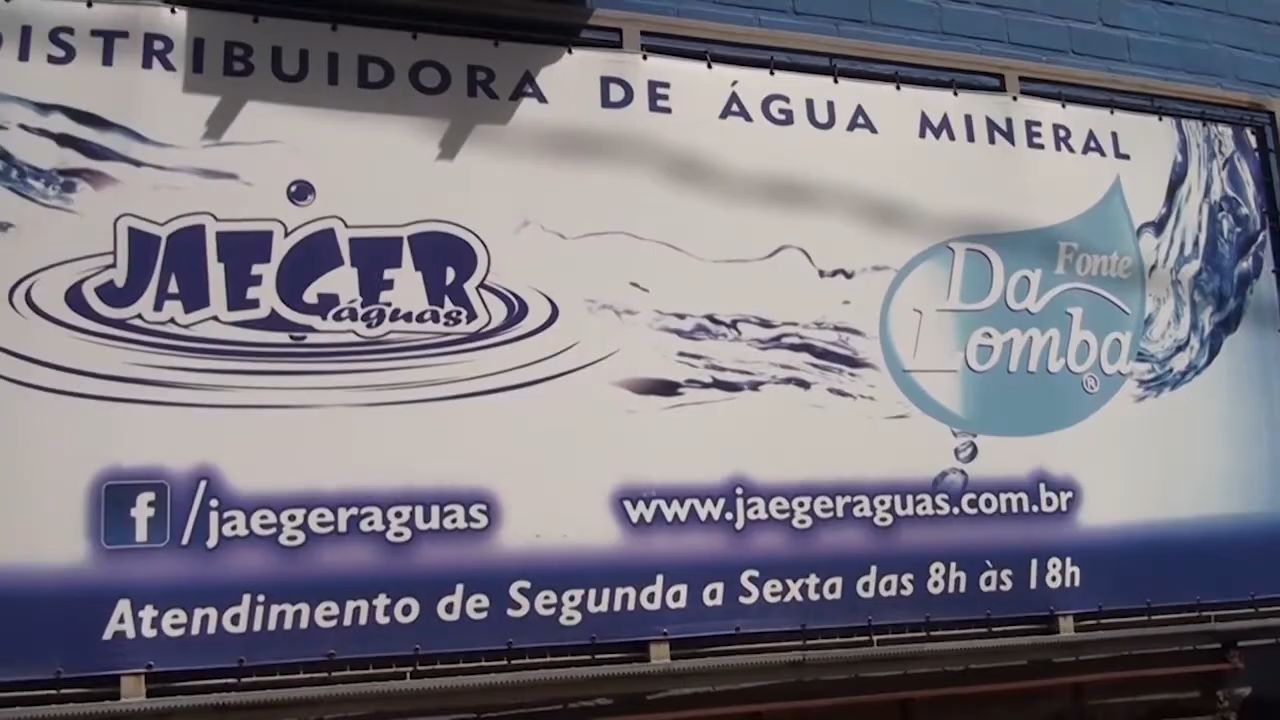 DISTRIBUIDORA DE ÁGUA MINERAL
JAEGER
águas
Fonte
Da
Lomba
®
f /jaegeraguas
www.jaegeraguas.com.br
Atendimento de Segunda a Sexta das 8h às 18h